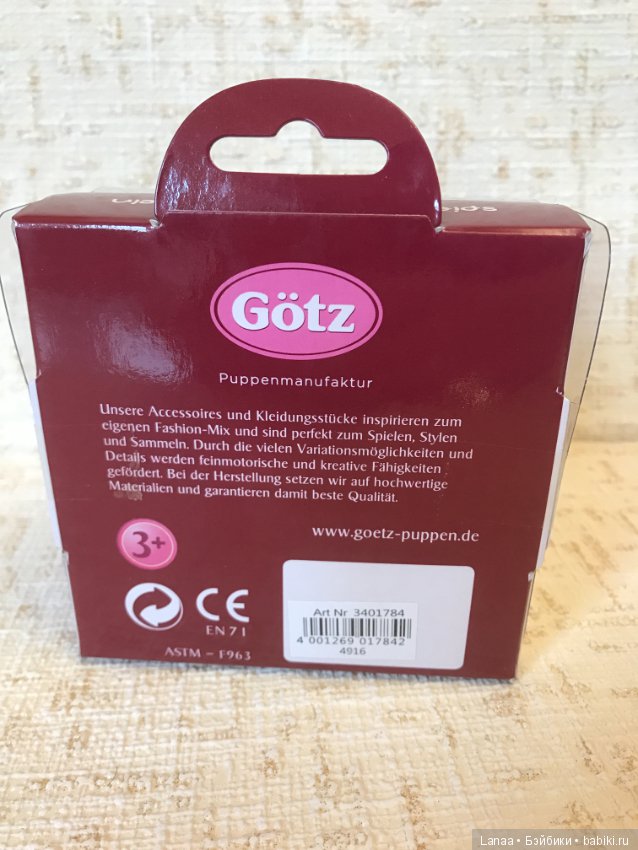 Götz
Puppenmanufaktur
Unsere Accessoires und Kleidungsstücke inspirieren zum
eigenen Fashion-Mix und sind perfekt zum Spielen, Stylen
und Sammeln. Durch die vielen Variationsmöglichkeiten und
Details werden feinmotorische und kreative Fähigkeiten
gefördert. Bei der Herstellung setzen wir auf hochwertige
Materialien und garantieren damit beste Qualität.
www.goetz-puppen.de
3+
CE
EN 71
ASTM – F963
Art Nr 3401784
4 001269 017842
4916
Lanaa • Бэйбики • babiki.ru